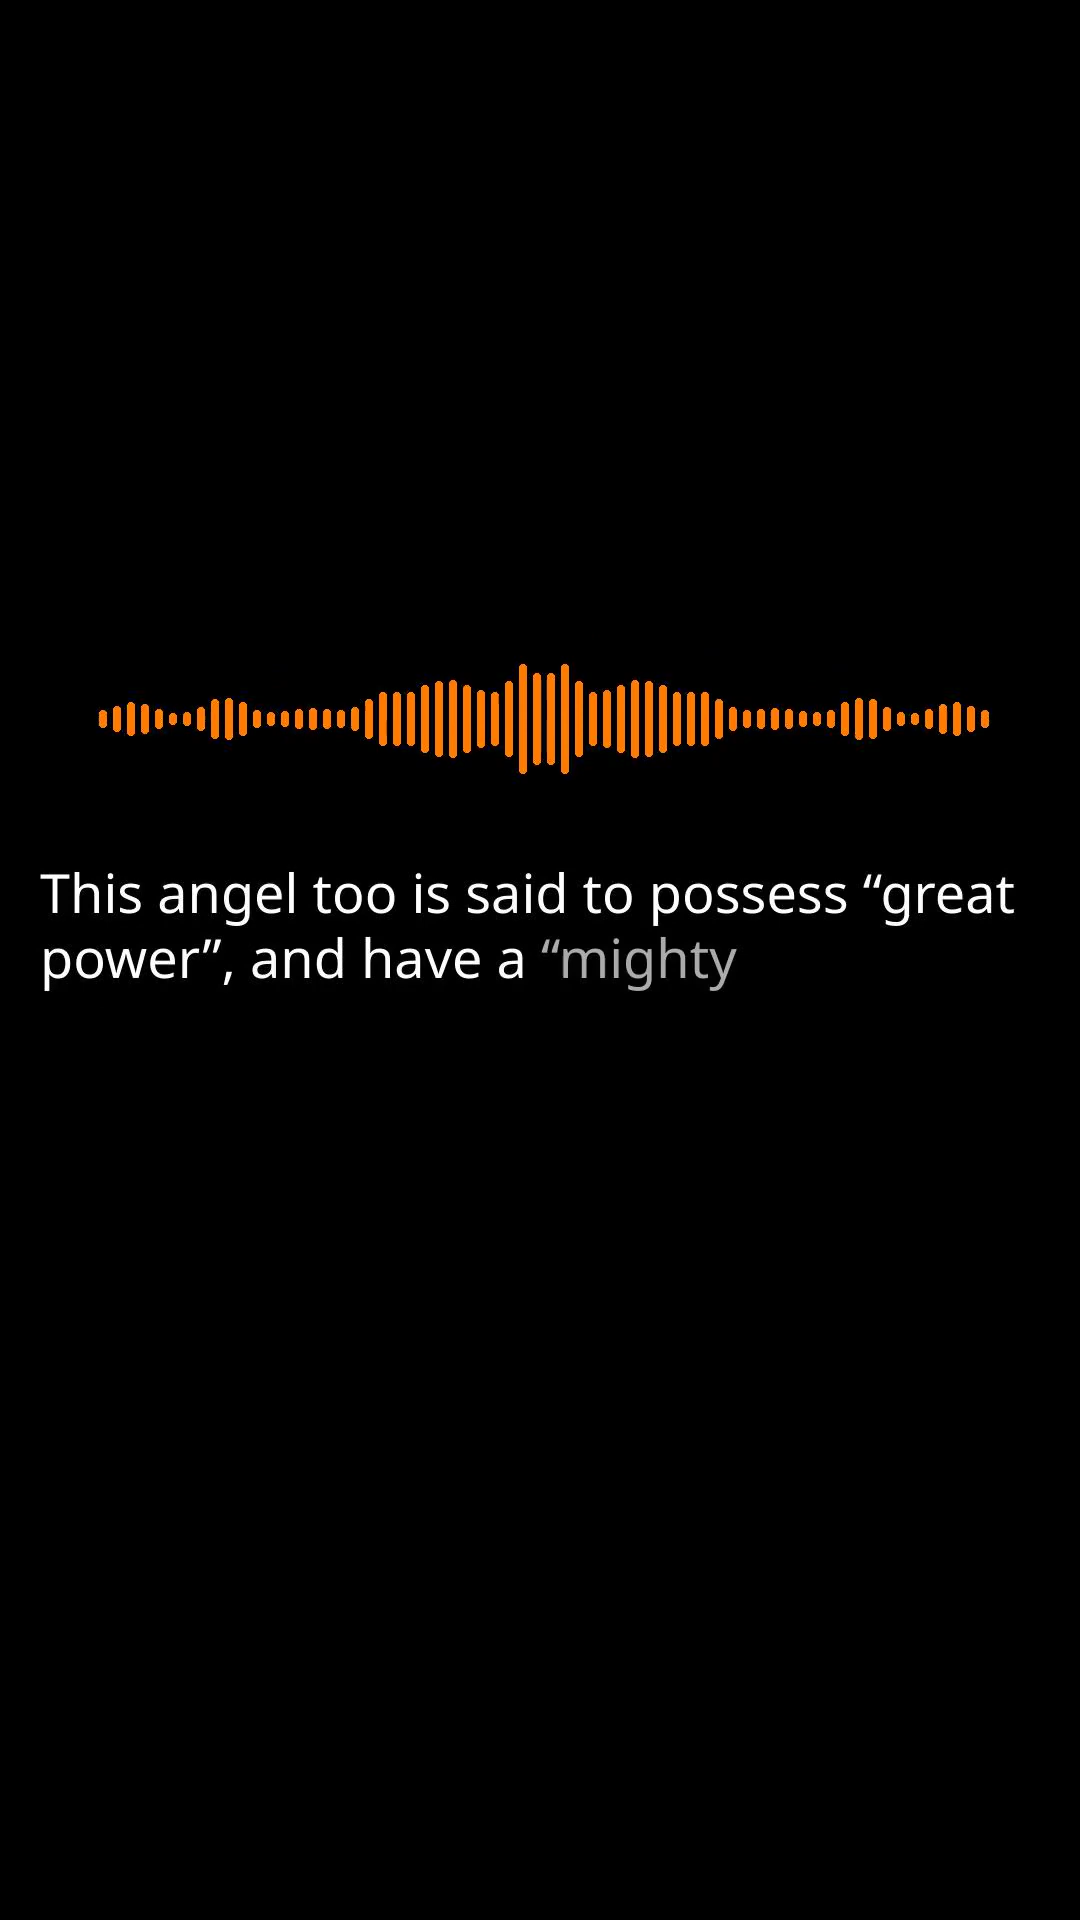 This angel too is said to possess “great
power”, and have a “mighty